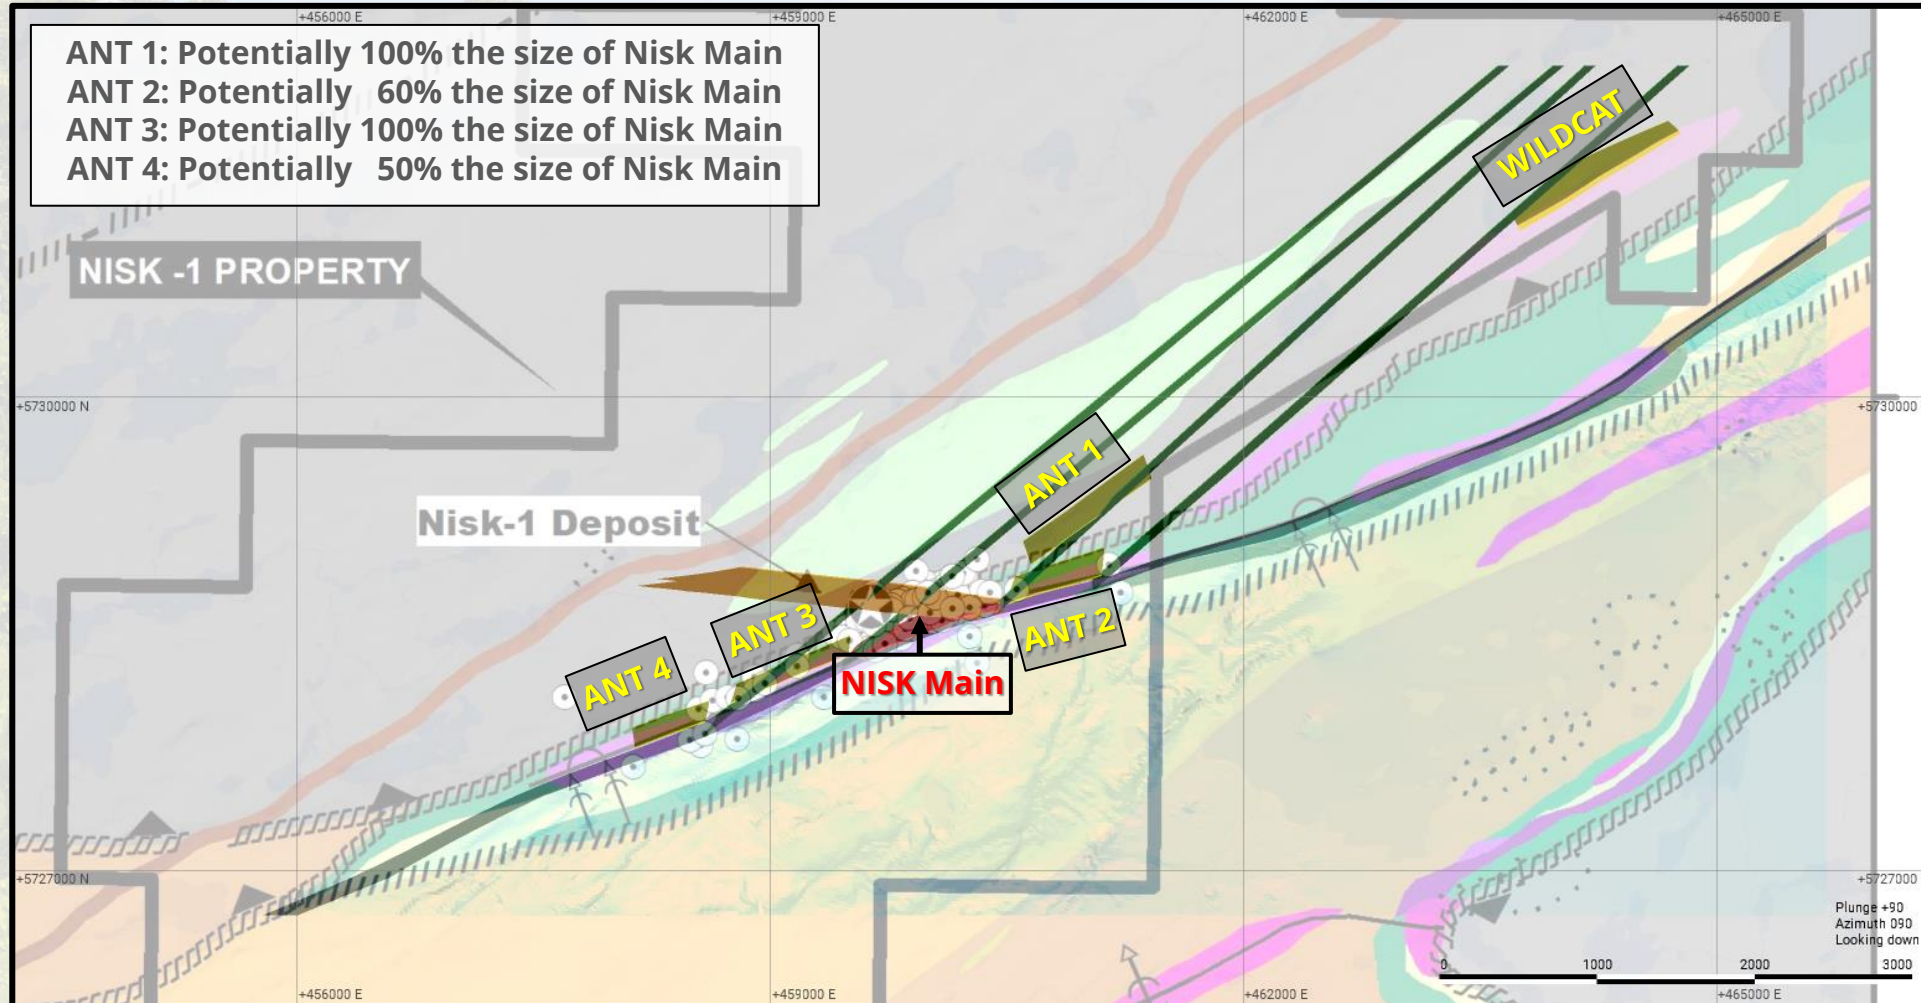 +456000 E
+459000 E
+462000 E
+465000 E
ANT 1: Potentially 100% the size of Nisk Main
ANT 2: Potentially 60% the size of Nisk Main
ANT 3: Potentially 100% the size of Nisk Main
ANT 4: Potentially 50% the size of Nisk Main
WILDCAT
NISK -1 PROPERTY
+5730000 N
+5730000
ANT 1
Nisk-1 Deposit
ANT 3
ANT 2
ANT 4
NISK Main
+5727000 N
+5727000
Plunge +90
Azimuth 090
Looking down
0 1000 2000 3000
+456000 E
+459000 E
+462000 E
+465000 E